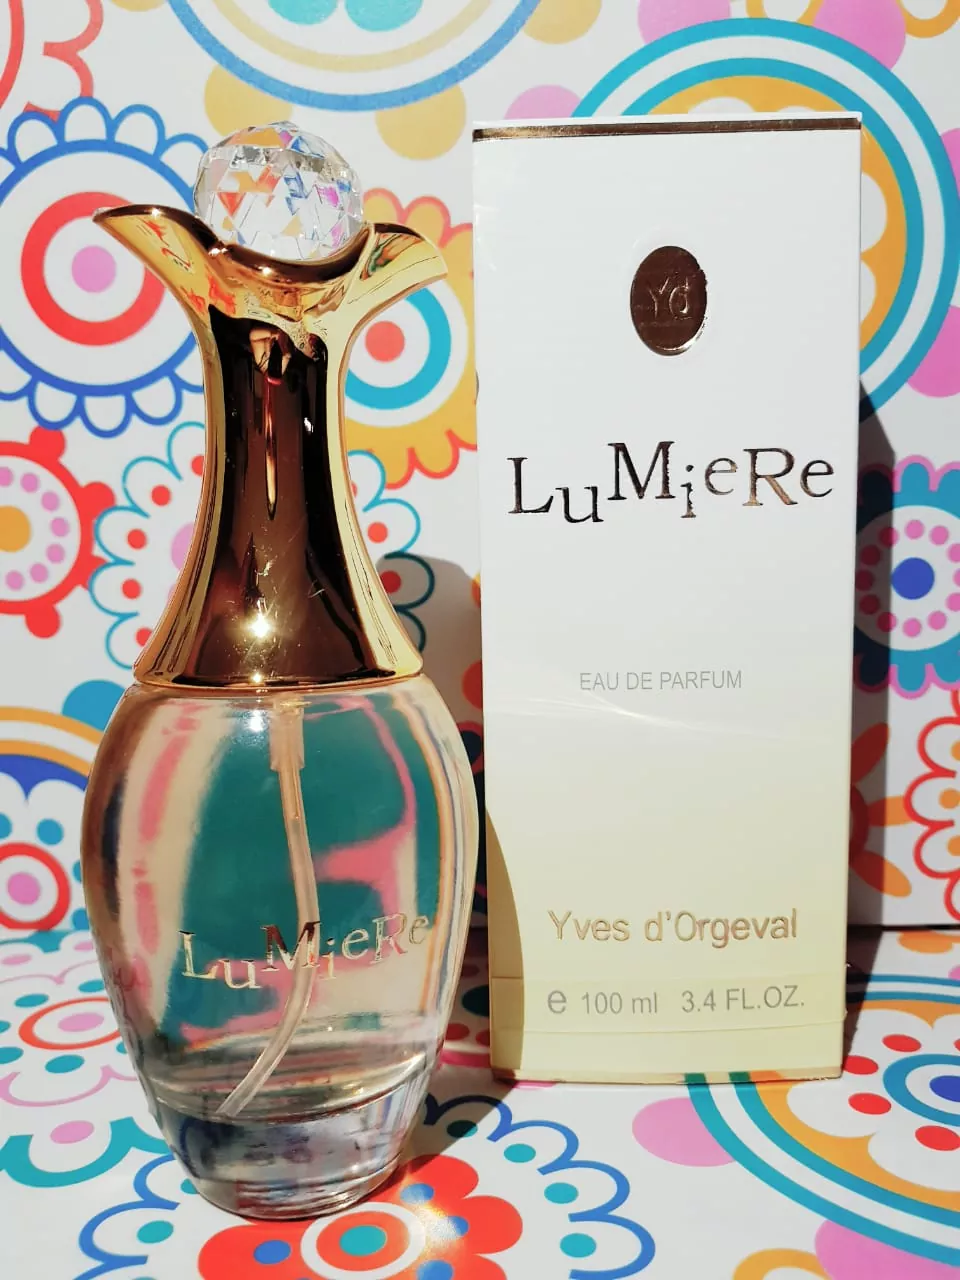 Yd
LuMieRe
EAU DE PARFUM
Yves d'Orgeval
e 100 ml 3.4 FL.OZ.
LuMieRe